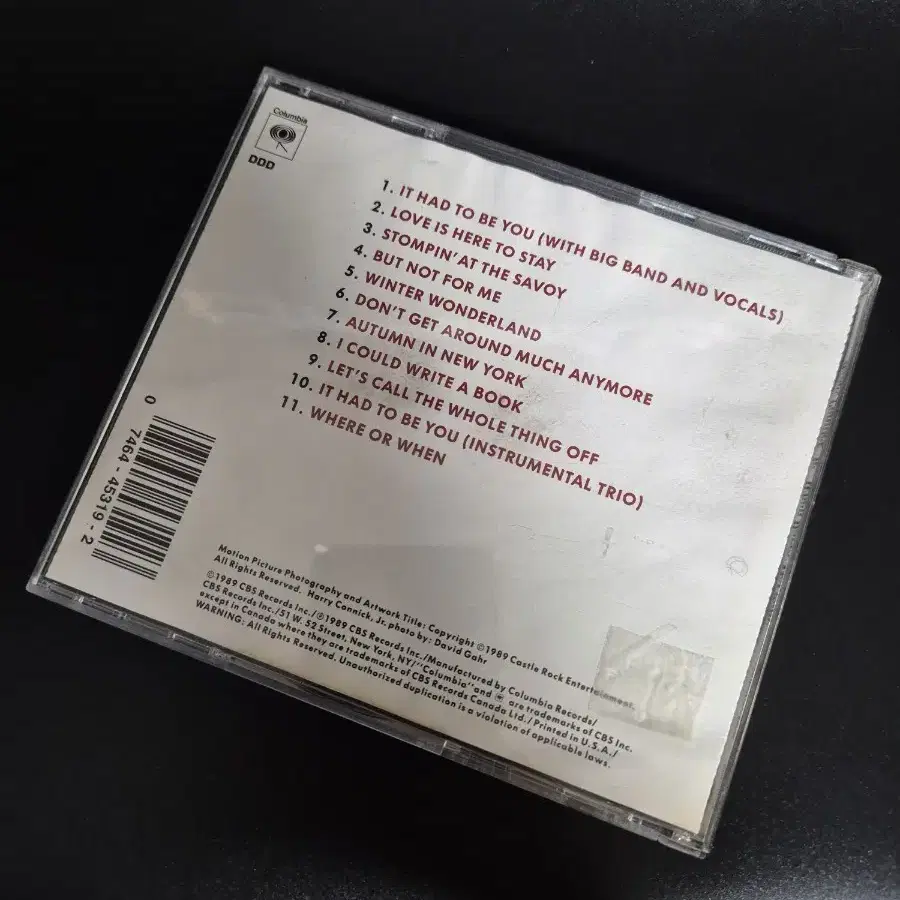 Columbia
DDD
1. IT HAD TO BE YOU (WITH BIG BAND AND VOCALS)
2. LOVE IS HERE TO STAY
3. STOMPIN' AT THE SAVOY
4. BUT NOT FOR ME
5. WINTER WONDERLAND
6. DON'T GET AROUND MUCH ANYMORE
7. AUTUMN IN NEW YORK
8. I COULD WRITE A BOOK
9. LET'S CALL THE WHOLE THING OFF
10. IT HAD TO BE YOU (INSTRUMENTAL TRIO)
11. WHERE OR WHEN
0 7464-45319-2
Motion Picture Photography and Artwork Title: Copyright ©1989 Castle Rock Entertainment,
All Rights Reserved. Harry Connick, Jr. photo by: David Gahr
©1989 CBS Records Inc./℗1989 CBS Records Inc./Manufactured by Columbia Records/
CBS Records Inc./51 W. 52 Street, New York, NY/"Columbia" and are trademarks of CBS Inc.
except in Canada where they are trademarks of CBS Records Canada Ltd./Printed in U.S.A./
WARNING: All Rights Reserved. Unauthorized duplication is a violation of applicable laws.